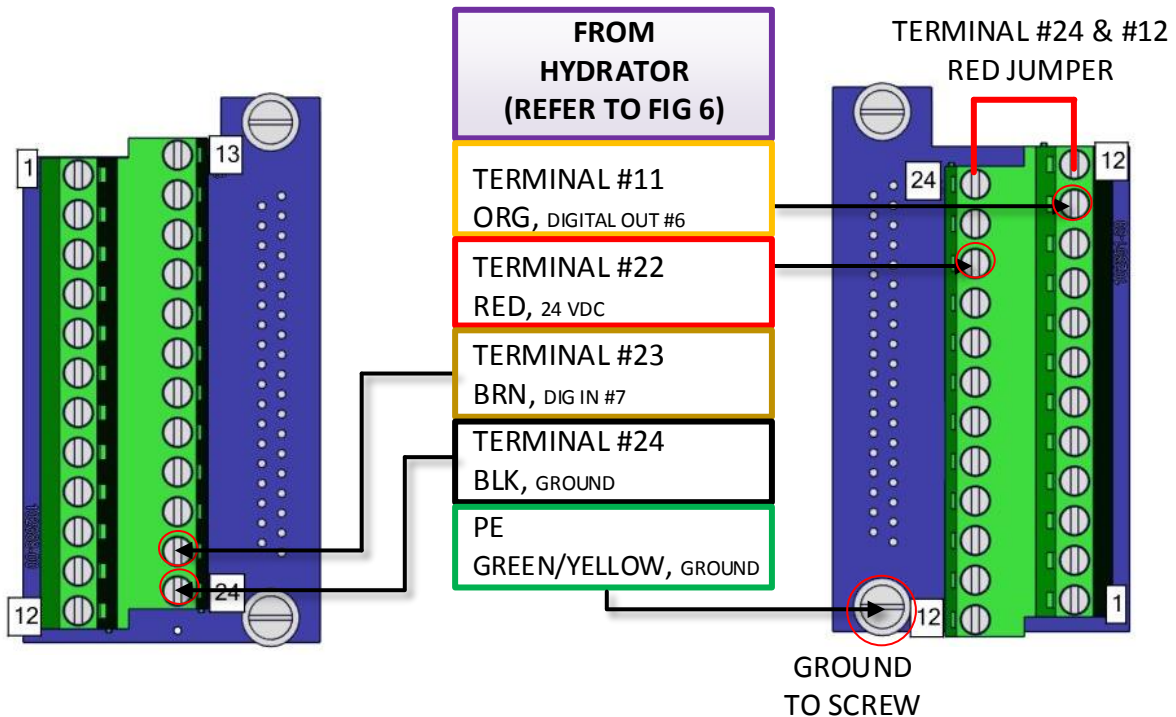 FROM
HYDRATOR
(REFER TO FIG 6)
TERMINAL #24 & #12
RED JUMPER
1
13
24
12
TERMINAL #11
ORG, DIGITAL OUT #6
TERMINAL #22
RED, 24 VDC
TERMINAL #23
BRN, DIG IN #7
TERMINAL #24
BLK, GROUND
PE
GREEN/YELLOW, GROUND
12
24
12
1
GROUND
TO SCREW